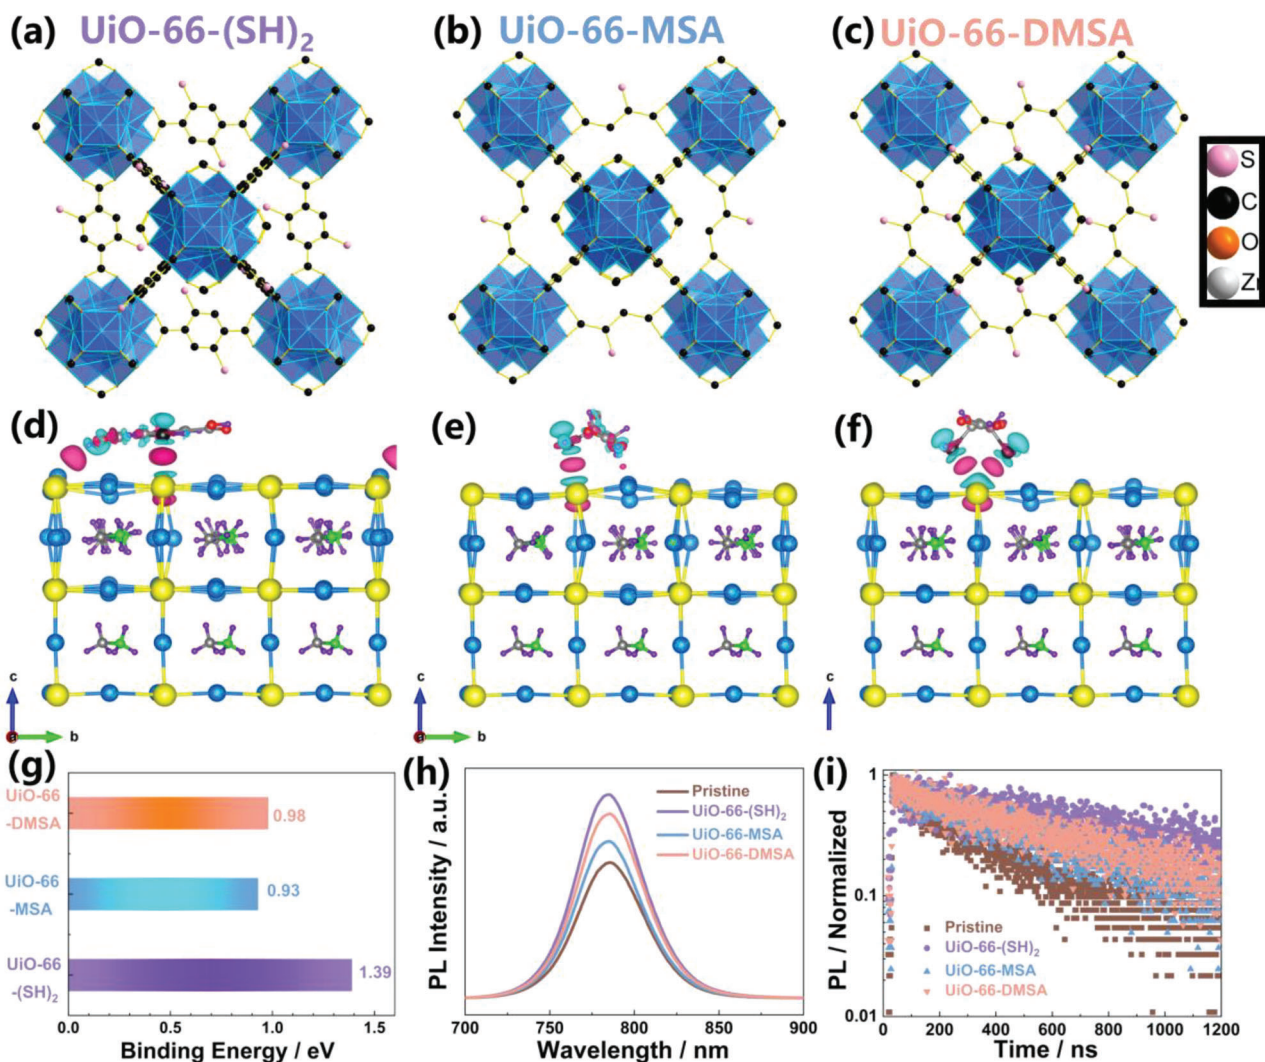 (a) UiO-66-(SH)₂
(b) UiO-66-MSA
(c) UiO-66-DMSA
S
C
O
Zr
(d)
(e)
(f)
c
a
b
c
a
b
c
(g)
UiO-66
-DMSA
0.98
UiO-66
-MSA
0.93
UiO-66
-(SH)₂
1.39
0.0 0.5 1.0 1.5
Binding Energy / eV
(h)
PL Intensity / a.u.
Pristine
UiO-66-(SH)₂
UiO-66-MSA
UiO-66-DMSA
700 750 800 850 900
Wavelength / nm
(i)
PL / Normalized
1
0.1
0.01
Pristine
UiO-66-(SH)₂
UiO-66-MSA
UiO-66-DMSA
0 200 400 600 800 1000 1200
Time / ns